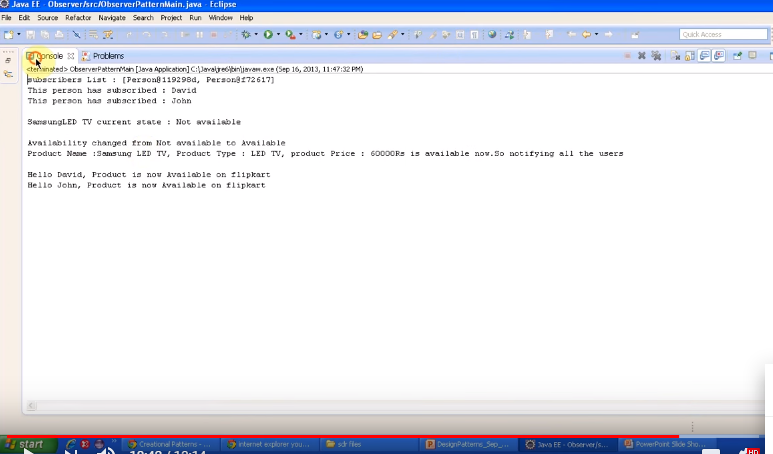 Java EE - Observer/src/ObserverPatternMain.java - Eclipse
File Edit Source Refactor Navigate Search Project Run Window Help
Quick Access
Console Problems
<terminated> ObserverPatternMain [Java Application] C:\Java\jre6\bin\javaw.exe (Sep 16, 2013, 11:47:32 PM)
Subscribers List : [Person@119298d, Person@f72617]
This person has subscribed : David
This person has subscribed : John
SamsungLED TV current state : Not available
Availability changed from Not available to Available
Product Name :Samsung LED TV, Product Type : LED TV, product Price : 60000Rs is available now.So notifying all the users
Hello David, Product is now Available on flipkart
Hello John, Product is now Available on flipkart
start Creational Patterns - ... internet explorer you... sdr files DesignPatterns_Sep_... Java EE - Observer/s... PowerPoint Slide Sho...
HD